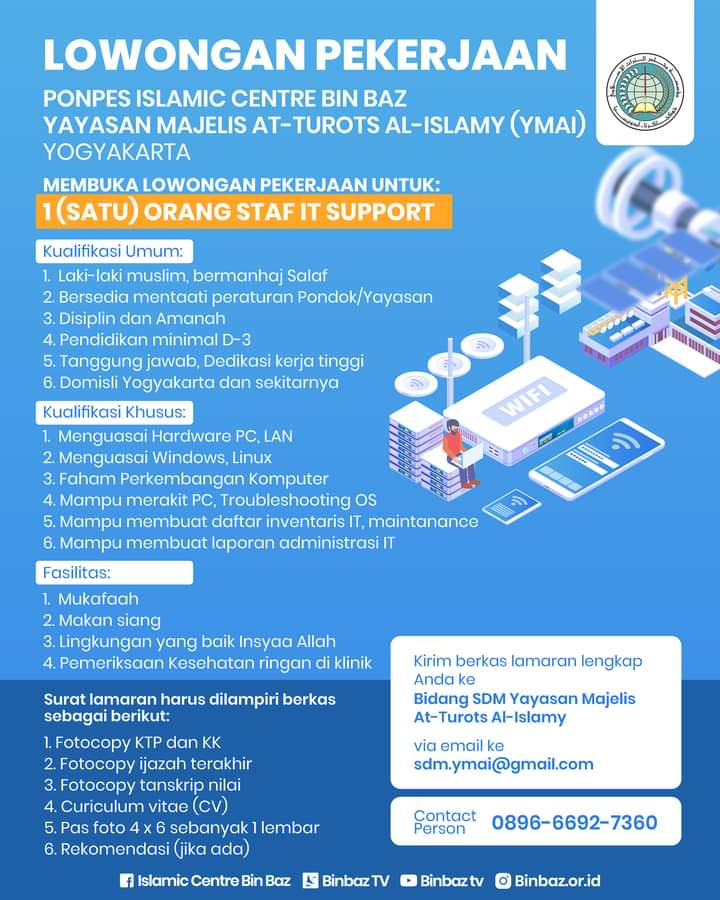 LOWONGAN PEKERJAAN
PONPES ISLAMIC CENTRE BIN BAZ
YAYASAN MAJELIS AT-TUROTS AL-ISLAMY (YMAI)
YOGYAKARTA
MEMBUKA LOWONGAN PEKERJAAN UNTUK:
1 (SATU) ORANG STAF IT SUPPORT
Kualifikasi Umum:
1. Laki-laki muslim, bermanhaj Salaf
2. Bersedia mentaati peraturan Pondok/Yayasan
3. Disiplin dan Amanah
4. Pendidikan minimal D-3
5. Tanggung jawab, Dedikasi kerja tinggi
6. Domisli Yogyakarta dan sekitarnya
WIFI
Kualifikasi Khusus:
1. Menguasai Hardware PC, LAN
2. Menguasai Windows, Linux
3. Faham Perkembangan Komputer
4. Mampu merakit PC, Troubleshooting OS
5. Mampu membuat daftar inventaris IT, maintanance
6. Mampu membuat laporan administrasi IT
Fasilitas:
1. Mukafaah
2. Makan siang
3. Lingkungan yang baik Insyaa Allah
4. Pemeriksaan Kesehatan ringan di klinik
Surat lamaran harus dilampiri berkas
sebagai berikut:
1. Fotocopy KTP dan KK
2. Fotocopy ijazah terakhir
3. Fotocopy tanskrip nilai
4. Curiculum vitae (CV)
5. Pas foto 4 x 6 sebanyak 1 lembar
6. Rekomendasi (jika ada)
Kirim berkas lamaran lengkap
Anda ke
Bidang SDM Yayasan Majelis
At-Turots Al-Islamy
via email ke
sdm.ymai@gmail.com
Contact
Person
0896-6692-7360
Islamic Centre Bin Baz Binbaz TV Binbaz tv Binbaz.or.id